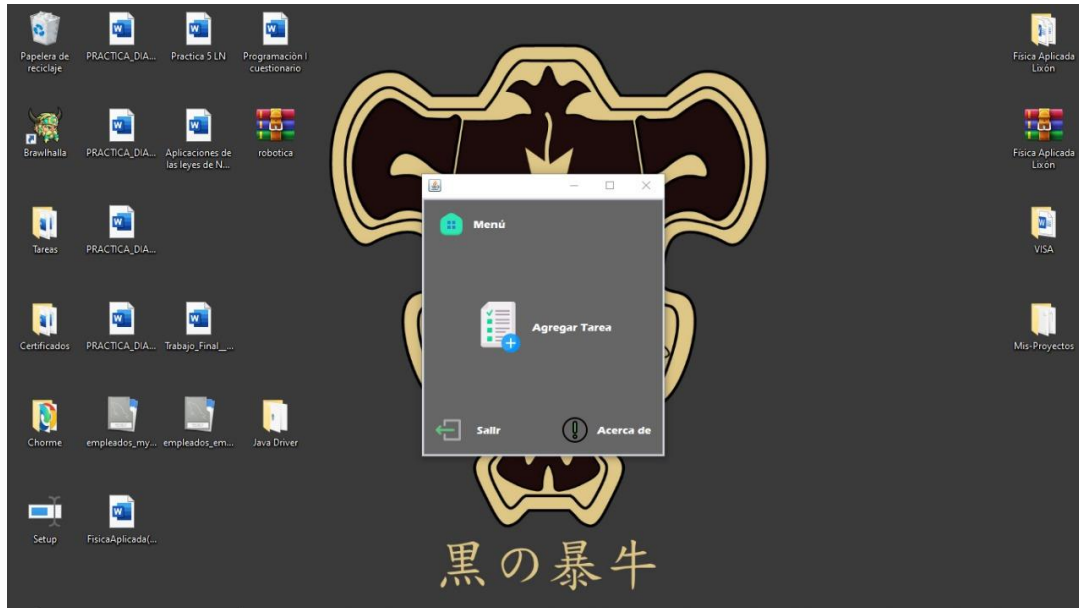 Papelera de
reciclaje
PRACTICA_DIA...
Practica 5 LN
Programaciòn I
cuestionario
Fisica Aplicada
Lixón
Brawlhalla
PRACTICA_DIA...
Aplicaciones de
las leyes de N...
robotica
Fisica Aplicada
Lixón
Tareas
PRACTICA_DIA...
VISA
Certificados
PRACTICA_DIA...
Trabajo_Final__...
Mis-Proyectos
Chorme
empleados_my...
empleados_em...
Java Driver
Setup
FisicaAplicada(...
Menú
Agregar Tarea
Salir
Acerca de
黒の暴牛